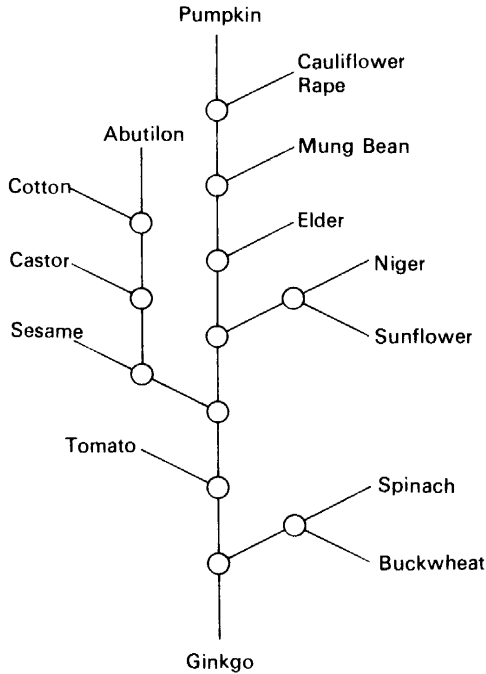 Pumpkin
Cauliflower
Rape
Abutilon
Mung Bean
Cotton
Elder
Castor
Niger
Sesame
Sunflower
Tomato
Spinach
Buckwheat
Ginkgo